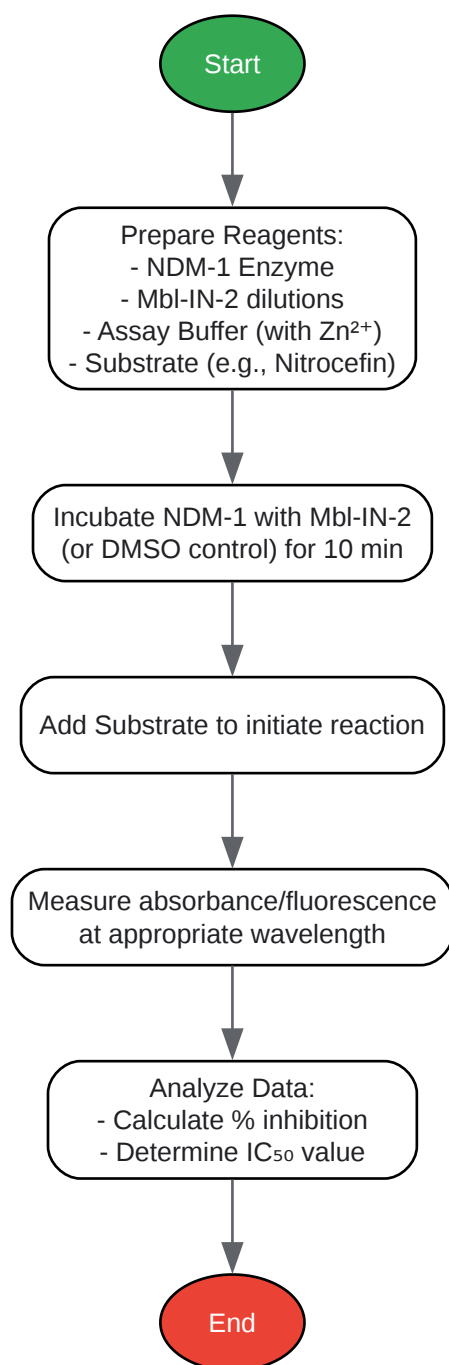 Start
Prepare Reagents:
- NDM-1 Enzyme
- Mbl-IN-2 dilutions
- Assay Buffer (with Zn²⁺)
- Substrate (e.g., Nitrocefin)
Incubate NDM-1 with Mbl-IN-2
(or DMSO control) for 10 min
Add Substrate to initiate reaction
Measure absorbance/fluorescence
at appropriate wavelength
Analyze Data:
- Calculate % inhibition
- Determine IC₅₀ value
End